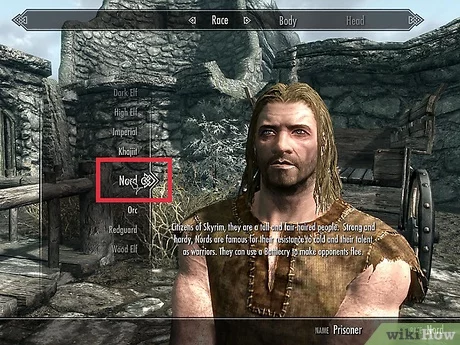 Race Body Head
Dark Elf
High Elf
Imperial
Khajiit
Nord
Orc
Redguard
Wood Elf
Citizens of Skyrim, they are a tall and fair-haired people. Strong and
hardy, Nords are famous for their resistance to cold and their talent
as warriors. They can use a Battlecry to make opponents flee.
NAME Prisoner Nord
wikiHow